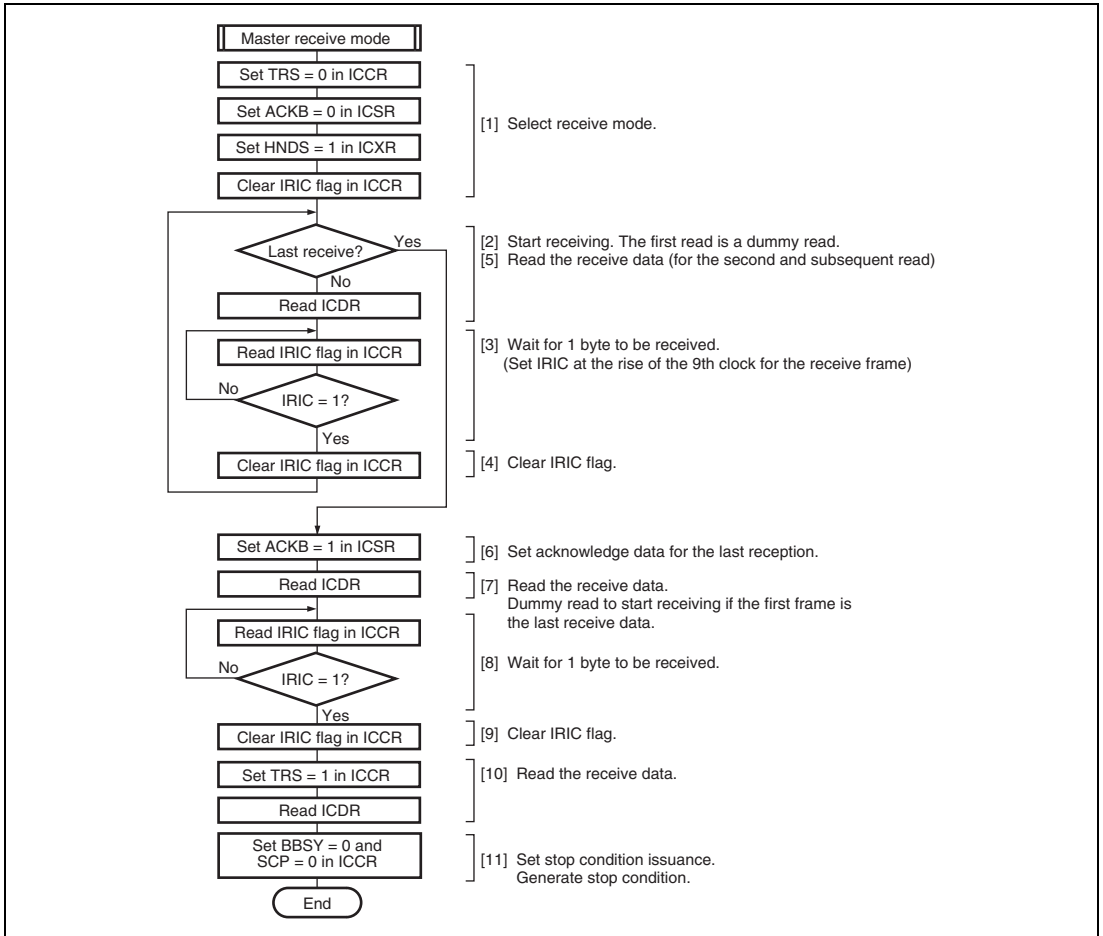 Master receive mode
Set TRS = 0 in ICCR
Set ACKB = 0 in ICSR
[1] Select receive mode.
Set HNDS = 1 in ICXR
Clear IRIC flag in ICCR
Last receive?
Yes
[2] Start receiving. The first read is a dummy read.
[5] Read the receive data (for the second and subsequent read)
No
Read ICDR
Read IRIC flag in ICCR
[3] Wait for 1 byte to be received.
(Set IRIC at the rise of the 9th clock for the receive frame)
No
IRIC = 1?
Yes
Clear IRIC flag in ICCR
[4] Clear IRIC flag.
Set ACKB = 1 in ICSR
[6] Set acknowledge data for the last reception.
Read ICDR
[7] Read the receive data.
Dummy read to start receiving if the first frame is
the last receive data.
Read IRIC flag in ICCR
No
IRIC = 1?
[8] Wait for 1 byte to be received.
Yes
Clear IRIC flag in ICCR
[9] Clear IRIC flag.
Set TRS = 1 in ICCR
[10] Read the receive data.
Read ICDR
Set BBSY = 0 and
SCP = 0 in ICCR
[11] Set stop condition issuance.
Generate stop condition.
End